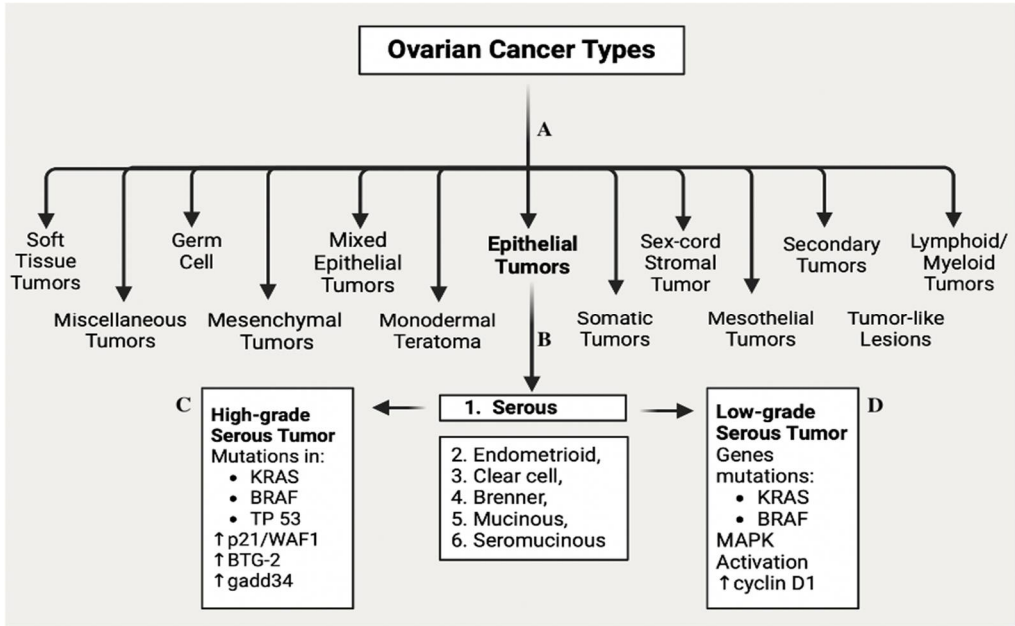 Ovarian Cancer Types
A
Soft
Tissue
Tumors
Germ
Cell
Mixed
Epithelial
Tumors
Epithelial
Tumors
Sex-cord
Stromal
Tumor
Secondary
Tumors
Lymphoid/
Myeloid
Tumors
Miscellaneous
Tumors
Mesenchymal
Tumors
Monodermal
Teratoma
B
Somatic
Tumors
Mesothelial
Tumors
Tumor-like
Lesions
C
High-grade
Serous Tumor
Mutations in:
• KRAS
• BRAF
• TP 53
↑p21/WAF1
↑BTG-2
↑gadd34
1. Serous
2. Endometrioid,
3. Clear cell,
4. Brenner,
5. Mucinous,
6. Seromucinous
D
Low-grade
Serous Tumor
Genes
mutations:
• KRAS
• BRAF
MAPK
Activation
↑cyclin D1